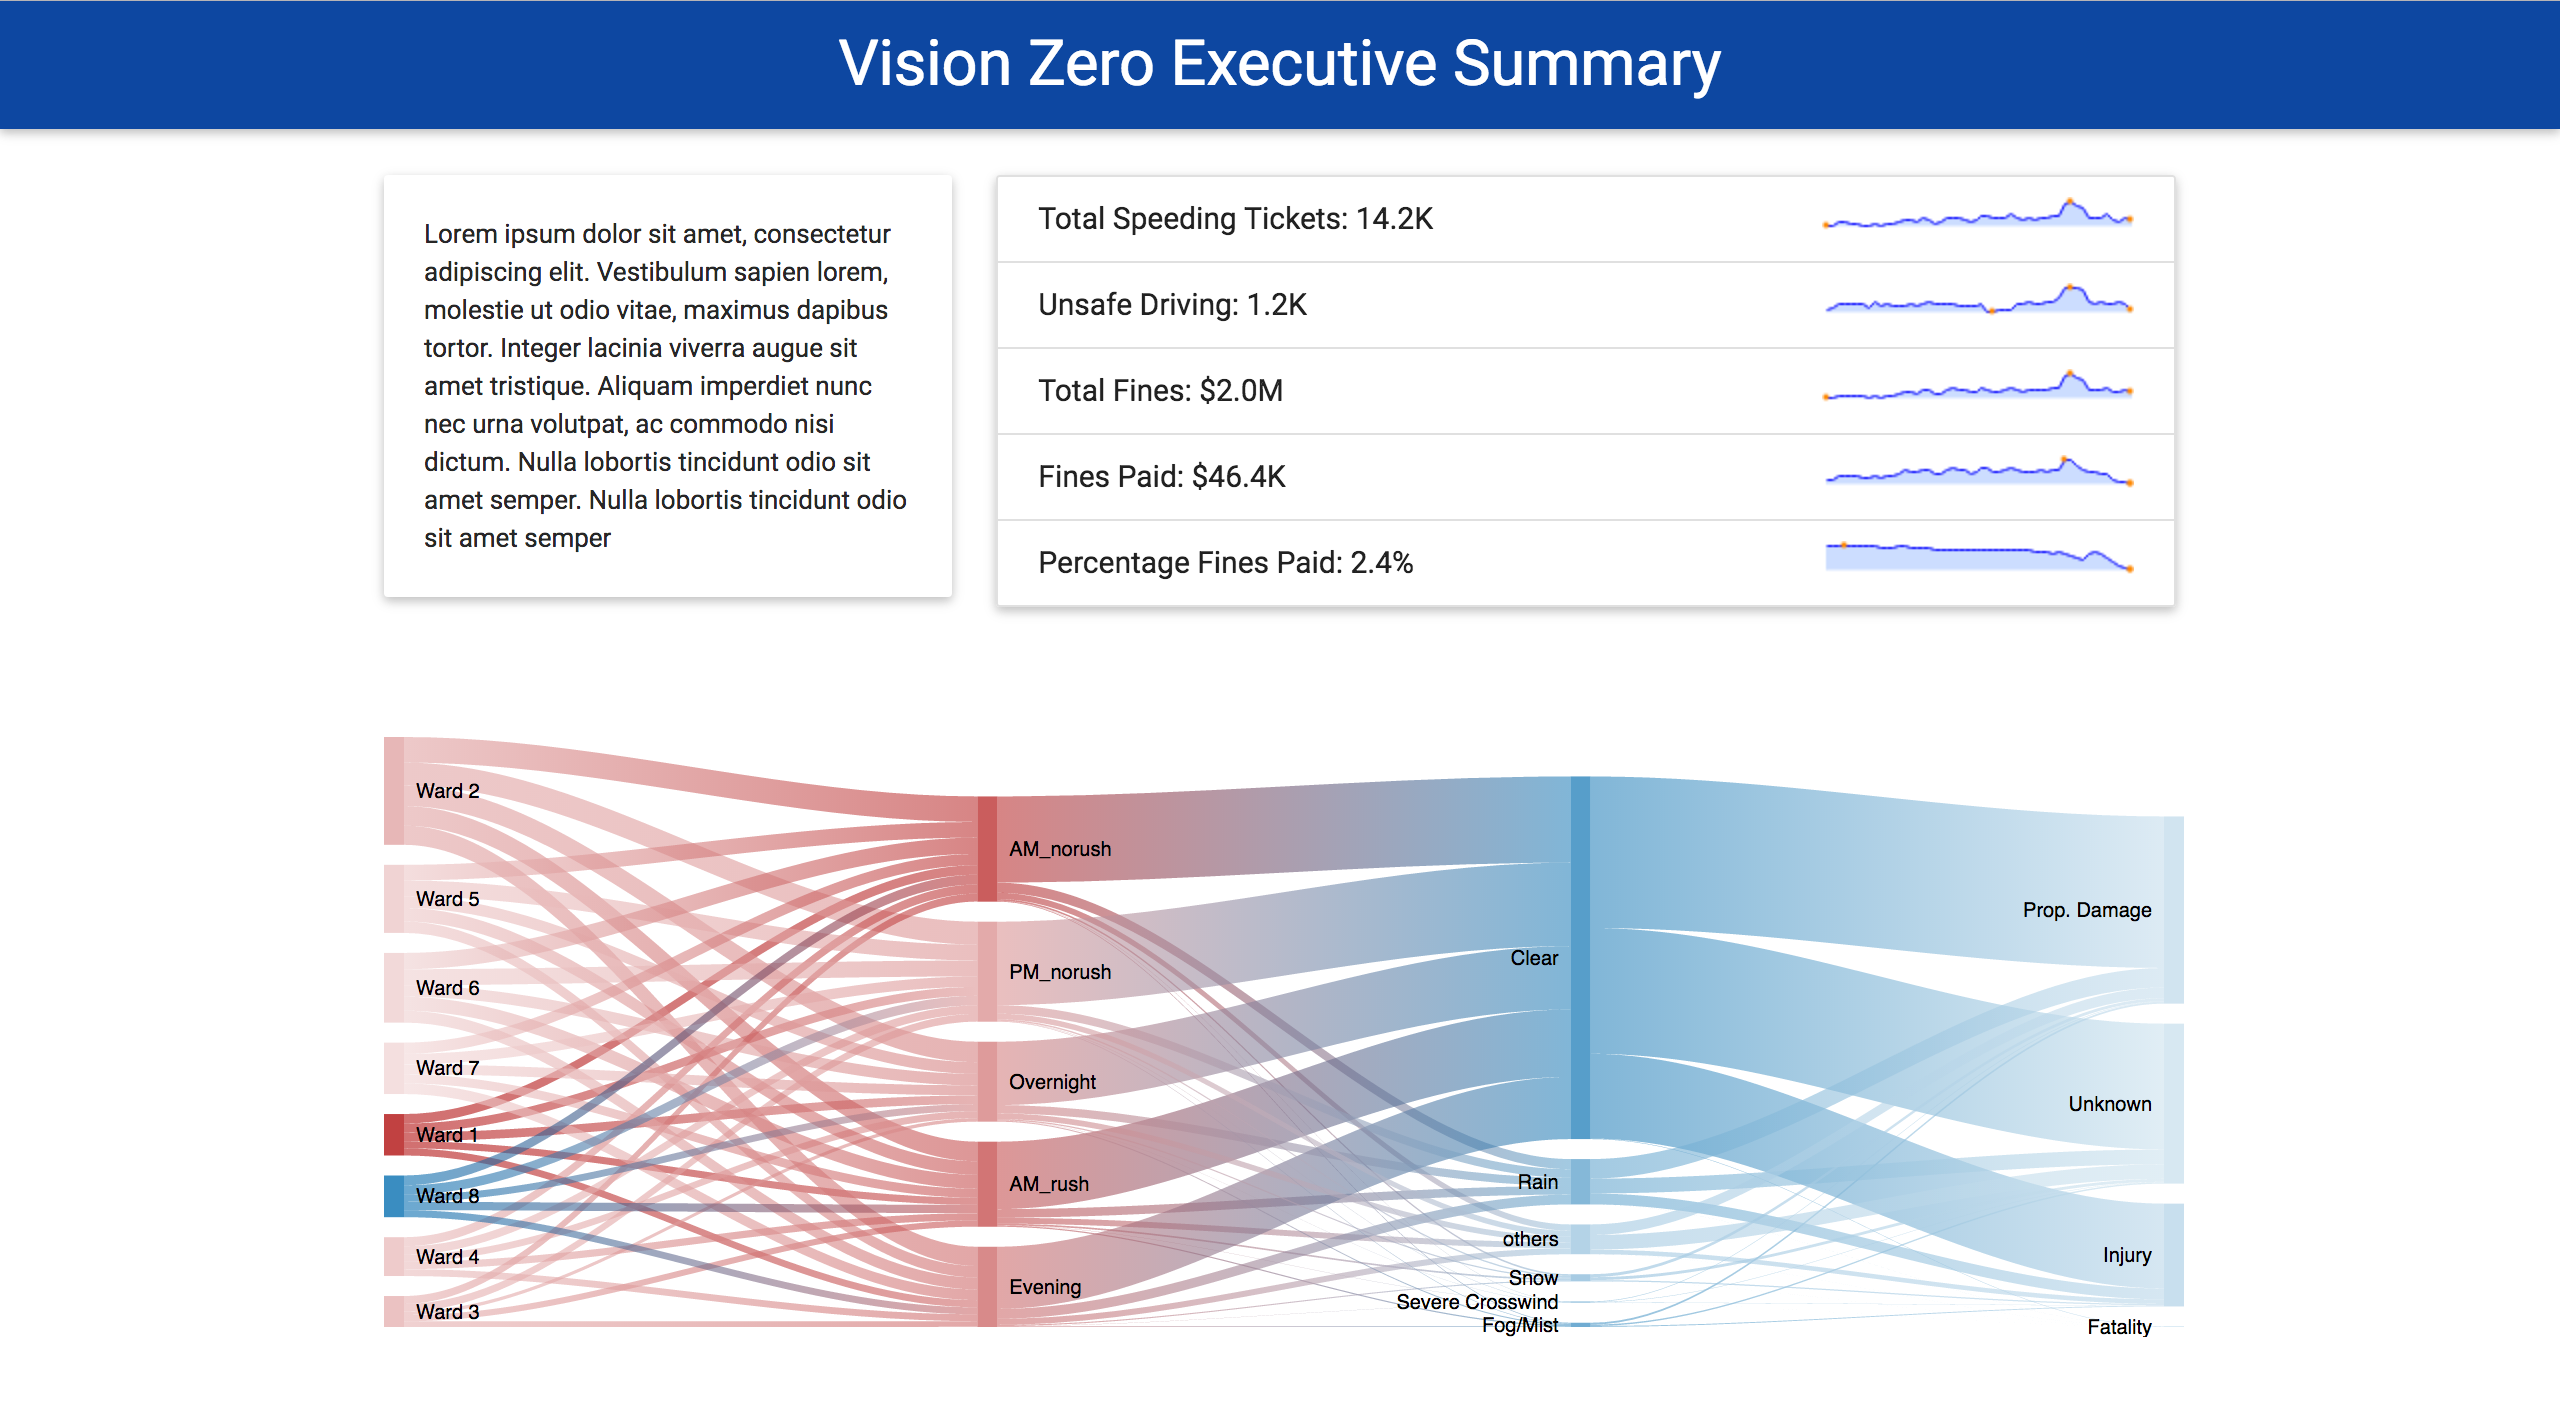 Vision Zero Executive Summary
Lorem ipsum dolor sit amet, consectetur
adipiscing elit. Vestibulum sapien lorem,
molestie ut odio vitae, maximus dapibus
tortor. Integer lacinia viverra augue sit
amet tristique. Aliquam imperdiet nunc
nec urna volutpat, ac commodo nisi
dictum. Nulla lobortis tincidunt odio sit
amet semper. Nulla lobortis tincidunt odio
sit amet semper
Total Speeding Tickets: 14.2K
Unsafe Driving: 1.2K
Total Fines: $2.0M
Fines Paid: $46.4K
Percentage Fines Paid: 2.4%
Ward 2
Ward 5
Ward 6
Ward 7
Ward 1
Ward 8
Ward 4
Ward 3
AM_norush
PM_norush
Overnight
AM_rush
Evening
Clear
Rain
others
Snow
Severe Crosswind
Fog/Mist
Prop. Damage
Unknown
Injury
Fatality